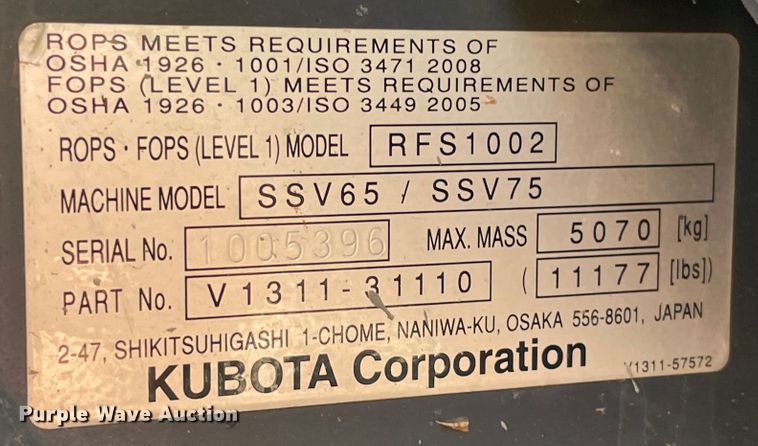 ROPS MEETS REQUIREMENTS OF
OSHA 1926 · 1001/ISO 3471 2008
FOPS (LEVEL 1) MEETS REQUIREMENTS OF
OSHA 1926 · 1003/ISO 3449 2005
ROPS · FOPS (LEVEL 1) MODEL RFS1002
MACHINE MODEL SSV65 / SSV75
SERIAL No. 1005396 MAX. MASS 5070 [kg]
PART No. V1311-31110 (11177 [lbs])
2-47, SHIKITSUHIGASHI 1-CHOME, NANIWA-KU, OSAKA 556-8601, JAPAN
KUBOTA Corporation V1311-57572
Purple Wave Auction